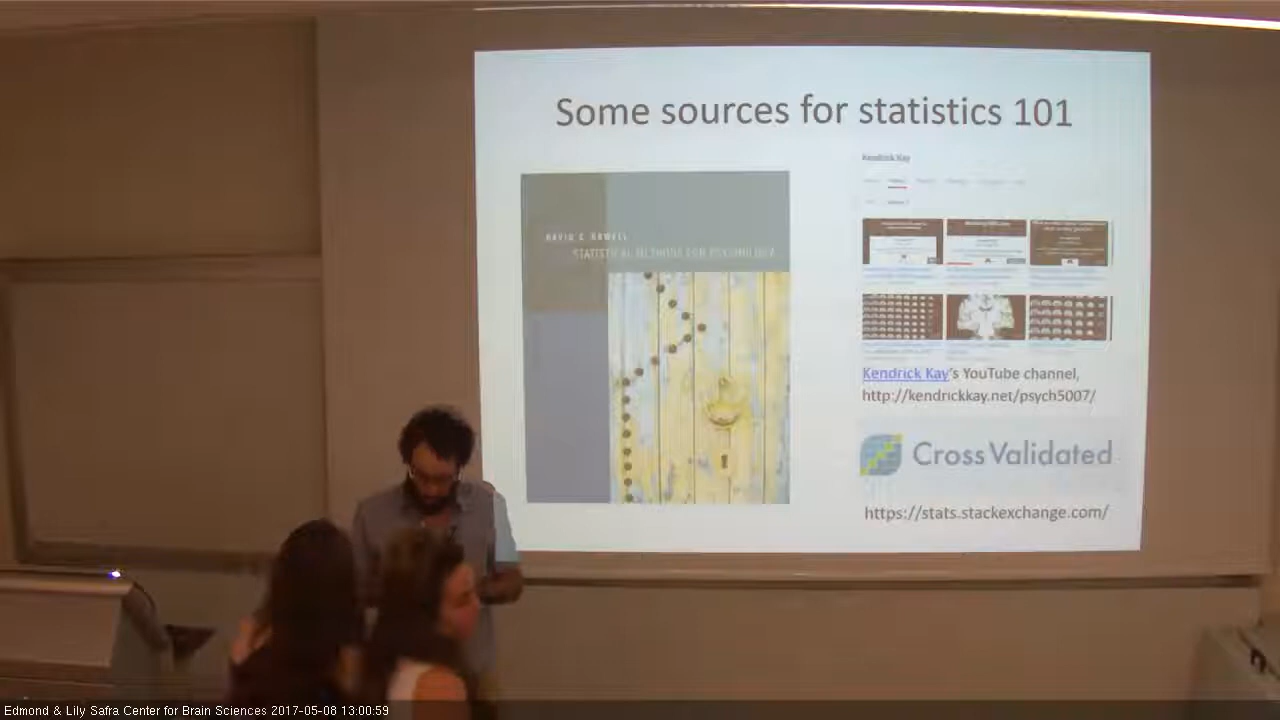 Some sources for statistics 101
Kendrick Kay
DAVID C. HOWELL
STATISTICAL METHODS FOR PSYCHOLOGY
Kendrick Kay's YouTube channel,
http://kendrickkay.net/psych5007/
Cross Validated
https://stats.stackexchange.com/
Edmond & Lily Safra Center for Brain Sciences 2017-05-08 13:00:59